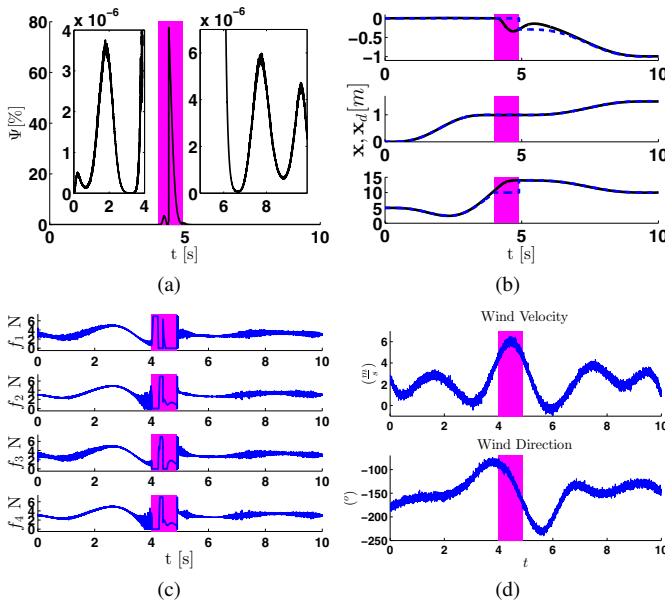 x 10⁻⁶
4
3
2
1
0
0 2 4
x 10⁻⁶
8
6
4
2
0
6 8
80
60
40
20
0
Ψ[%]
0 5 10
t [s]
(a)
0
−0.5
−1
0 5 10
1
0
0 5 10
15
10
5
0
0 5 10
x, x_d [m]
t [s]
(b)
6
4
2
0
f₁ N
0 2 4 6 8 10
6
4
2
0
f₂ N
0 2 4 6 8 10
6
4
2
0
f₃ N
0 2 4 6 8 10
6
4
2
0
f₄ N
0 2 4 6 8 10
t [s]
(c)
Wind Velocity
6
4
2
0
(m/s)
0 2 4 6 8 10
Wind Direction
−100
−150
−200
−250
(°)
0 2 4 6 8 10
t
(d)